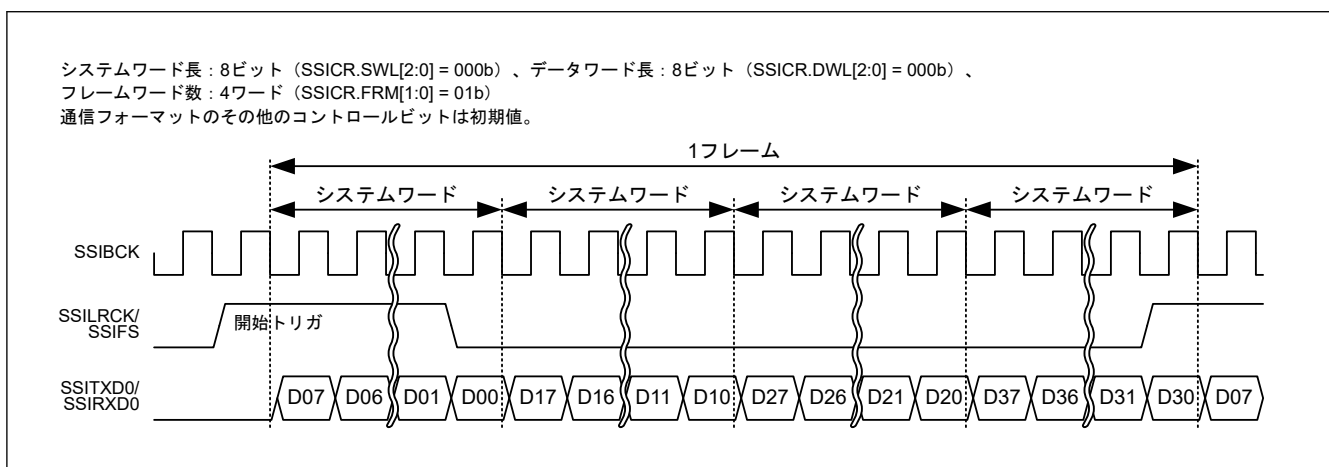 システムワード長：8ビット（SSICR.SWL[2:0] = 000b）、データワード長：8ビット（SSICR.DWL[2:0] = 000b）、
フレームワード数：4ワード（SSICR.FRM[1:0] = 01b）
通信フォーマットのその他のコントロールビットは初期値。
1フレーム
システムワード システムワード システムワード システムワード
SSIBCK
SSILRCK/
SSIFS
開始トリガ
SSITXD0/
SSIRXD0
D07 D06 D01 D00 D17 D16 D11 D10 D27 D26 D21 D20 D37 D36 D31 D30 D07